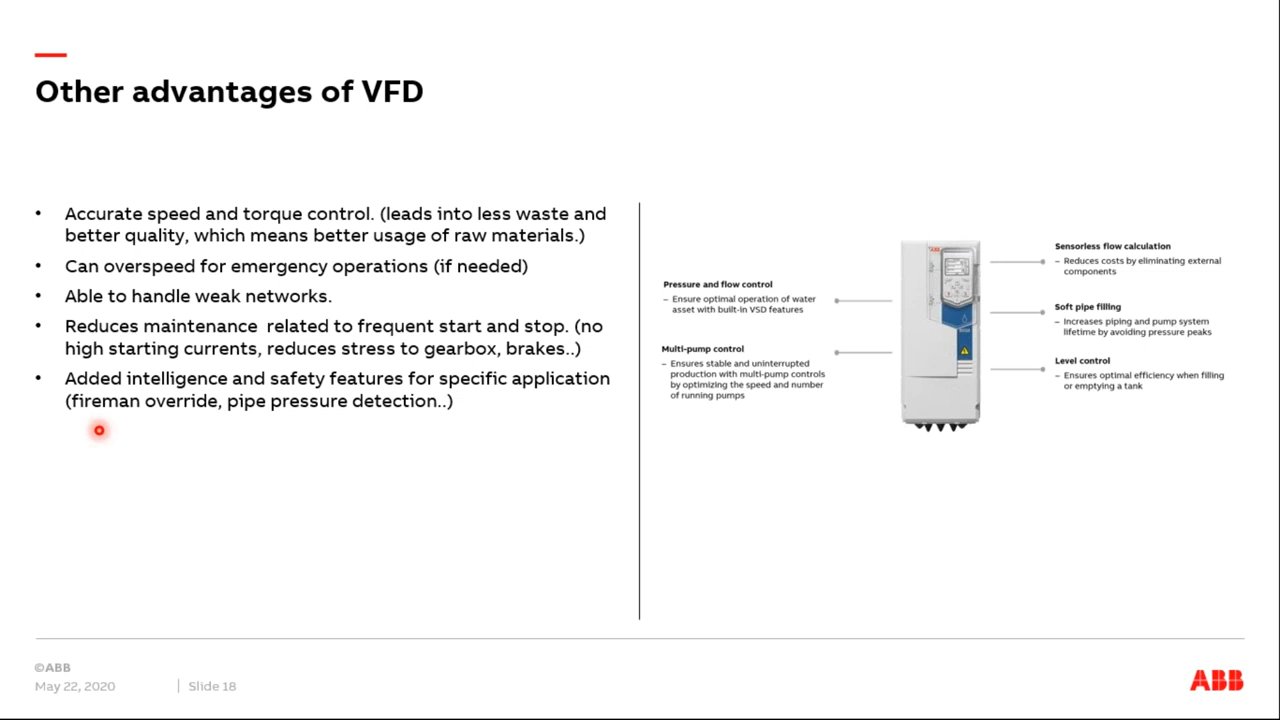 Other advantages of VFD
• Accurate speed and torque control. (leads into less waste and
better quality, which means better usage of raw materials.)
• Can overspeed for emergency operations (if needed)
• Able to handle weak networks.
• Reduces maintenance  related to frequent start and stop. (no
high starting currents, reduces stress to gearbox, brakes..)
• Added intelligence and safety features for specific application
(fireman override, pipe pressure detection..)
Pressure and flow control
– Ensure optimal operation of water
asset with built-in VSD features
Multi-pump control
– Ensures stable and uninterrupted
production with multi-pump controls
by optimizing the speed and number
of running pumps
ABB
Sensorless flow calculation
– Reduces costs by eliminating external
components
Soft pipe filling
– Increases piping and pump system
lifetime by avoiding pressure peaks
Level control
– Ensures optimal efficiency when filling
or emptying a tank
©ABB
May 22, 2020 | Slide 18
ABB